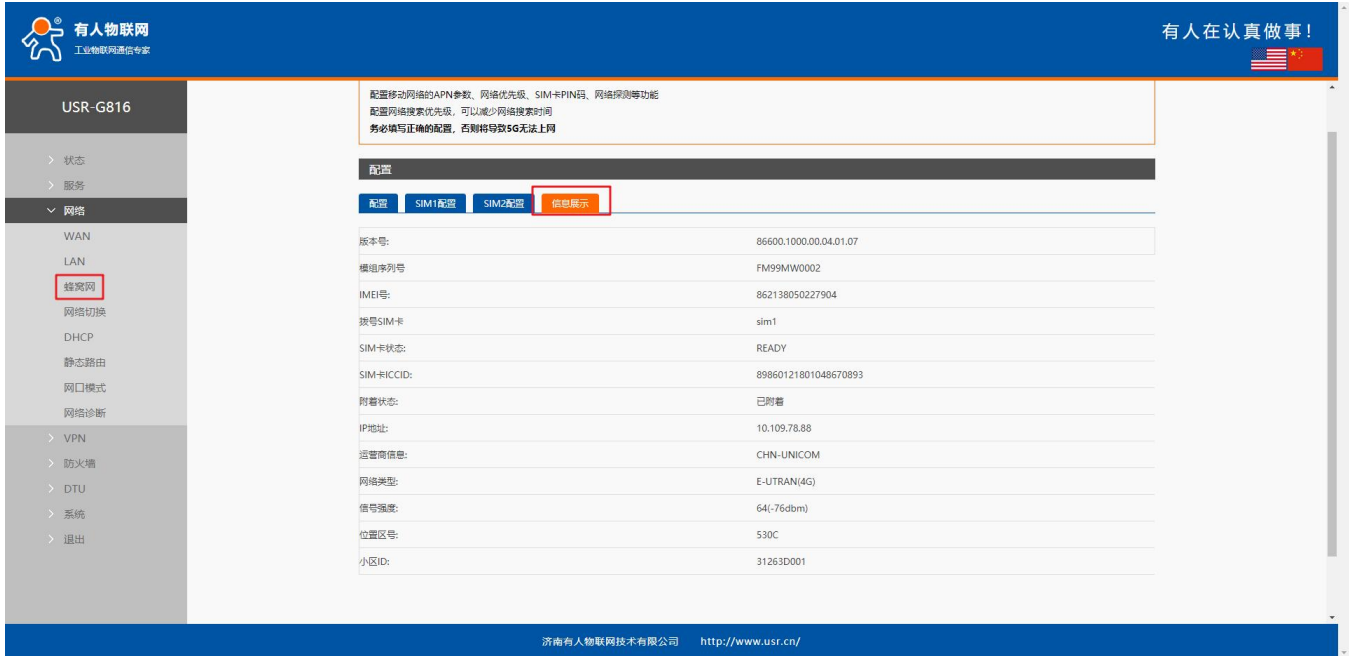 有人物联网
工业物联网通信专家
有人在认真做事！
USR-G816
状态
服务
网络
WAN
LAN
蜂窝网
网络切换
DHCP
静态路由
网口模式
网络诊断
VPN
防火墙
DTU
系统
退出
配置移动网络的APN参数、网络优先级、SIM卡PIN码、网络探测等功能
配置网络搜索优先级，可以减少网络搜索时间
务必填写正确的配置，否则将导致5G无法上网
配置
配置 SIM1配置 SIM2配置 信息展示
版本号: 86600.1000.00.04.01.07
模组序列号 FM99MW0002
IMEI号: 862138050227904
拨号SIM卡 sim1
SIM卡状态: READY
SIM卡ICCID: 89860121801048670893
附着状态: 已附着
IP地址: 10.109.78.88
运营商信息: CHN-UNICOM
网络类型: E-UTRAN(4G)
信号强度: 64(-76dbm)
位置区号: 530C
小区ID: 31263D001
济南有人物联网技术有限公司 http://www.usr.cn/